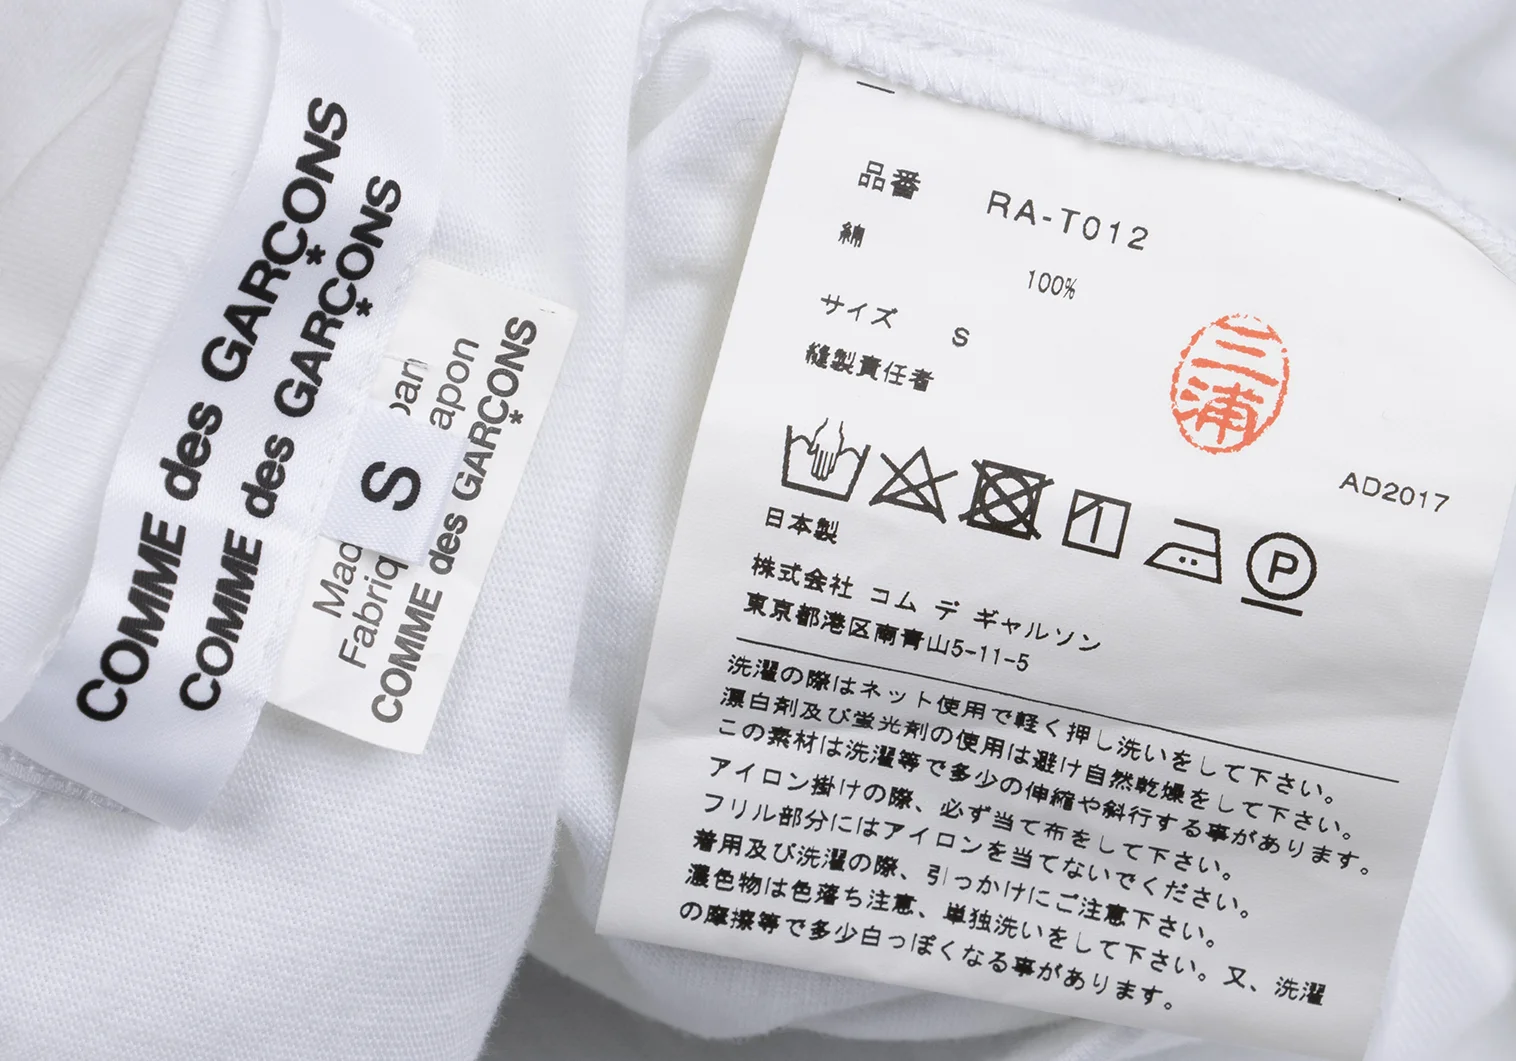 COMME des GARÇONS
COMME des GARÇONS
S
Mad
pan
Fabriq
apon
COMME des GARÇONS
品番 RA-T012
綿 100%
サイズ S
縫製責任者
三浦
AD2017
P
日本製
株式会社 コム デ ギャルソン
東京都港区南青山5-11-5
洗濯の際はネット使用で軽く押し洗いをして下さい。
漂白剤及び蛍光剤の使用は避け自然乾燥をして下さい。
この素材は洗濯等で多少の伸縮や斜行する事があります。
アイロン掛けの際、必ず当て布をして下さい。
フリル部分にはアイロンを当てないでください。
着用及び洗濯の際、引っかけにご注意下さい。
濃色物は色落ち注意、単独洗いをして下さい。又、洗濯
の摩擦等で多少白っぽくなる事があります。